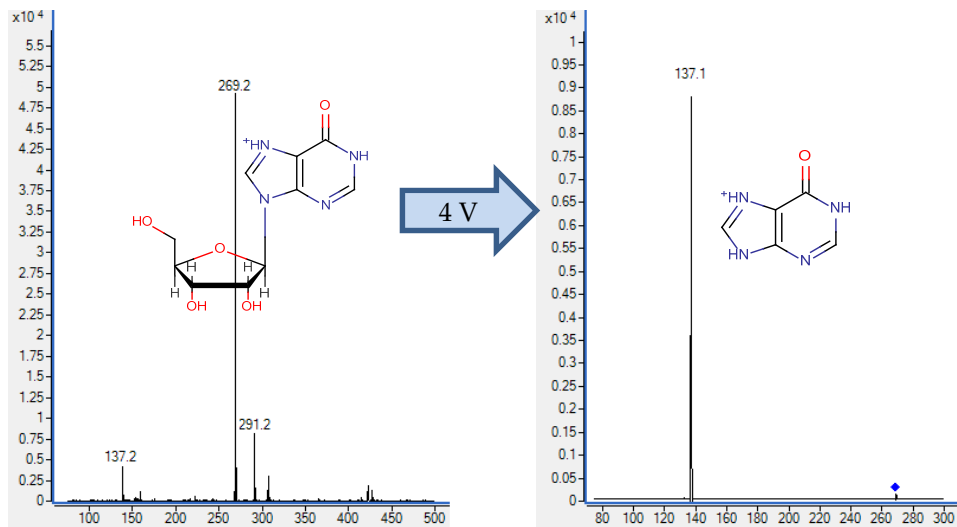 x10 4
5.5
5.25
5
4.75
4.5
4.25
4
3.75
3.5
3.25
3
2.75
2.5
2.25
2
1.75
1.5
1.25
1
0.75
0.5
0.25
0
269.2
291.2
137.2
100 150 200 250 300 350 400 450 500
O
+HN
NH
N
N
HO
O
H
H
H
H
OH
OH
4 V
x10 4
1
0.95
0.9
0.85
0.8
0.75
0.7
0.65
0.6
0.55
0.5
0.45
0.4
0.35
0.3
0.25
0.2
0.15
0.1
0.05
0
137.1
O
+HN
NH
HN
N
80 100 120 140 160 180 200 220 240 260 280 300